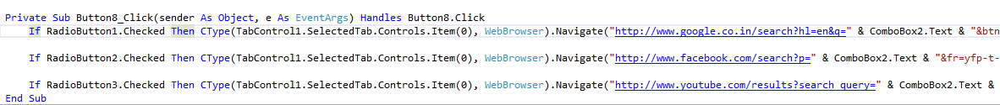 Private Sub Button8_Click(sender As Object, e As EventArgs) Handles Button8.Click
If RadioButton1.Checked Then CType(TabControl1.SelectedTab.Controls.Item(0), WebBrowser).Navigate("http://www.google.co.in/search?hl=en&q=" & ComboBox2.Text & "&btn
If RadioButton2.Checked Then CType(TabControl1.SelectedTab.Controls.Item(0), WebBrowser).Navigate("http://www.facebook.com/search?p=" & ComboBox2.Text & "&fr=yfp-t-
If RadioButton3.Checked Then CType(TabControl1.SelectedTab.Controls.Item(0), WebBrowser).Navigate("http://www.youtube.com/results?search_query=" & ComboBox2.Text &
End Sub